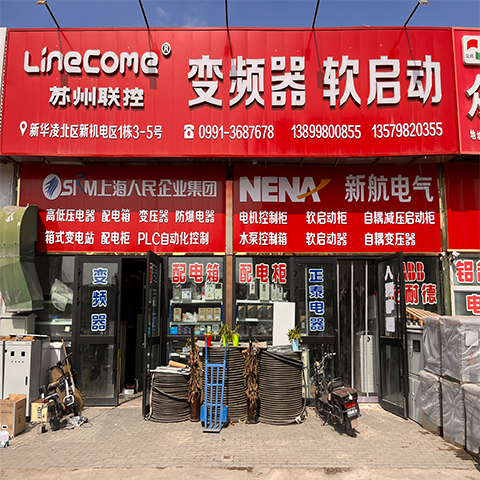 LINECOME®
苏州联控
变频器 软启动
新华凌北区新机电区1栋3-5号
0991-3687678 13899800855 13579820355
SRM上海人民企业集团
高低压电器 配电箱 变压器 防爆电器
箱式变电站 配电柜 PLC自动化控制
NENA 新航电气
电机控制柜 软启动柜 自耦减压启动柜
水泵控制箱 软启动器 自耦变压器
变频器
配电箱
配电柜
正泰电器
ABB
耐德
铝
电
地址